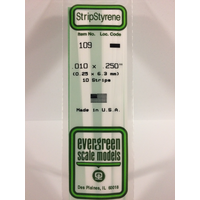 StripStyrene
Item No. Loc. Code
109
.010 x .250"
(0.25 x 6.3 mm)
10 Strips
Made in U.S.A.
evergreen
scale models
Des Plaines, IL 60018